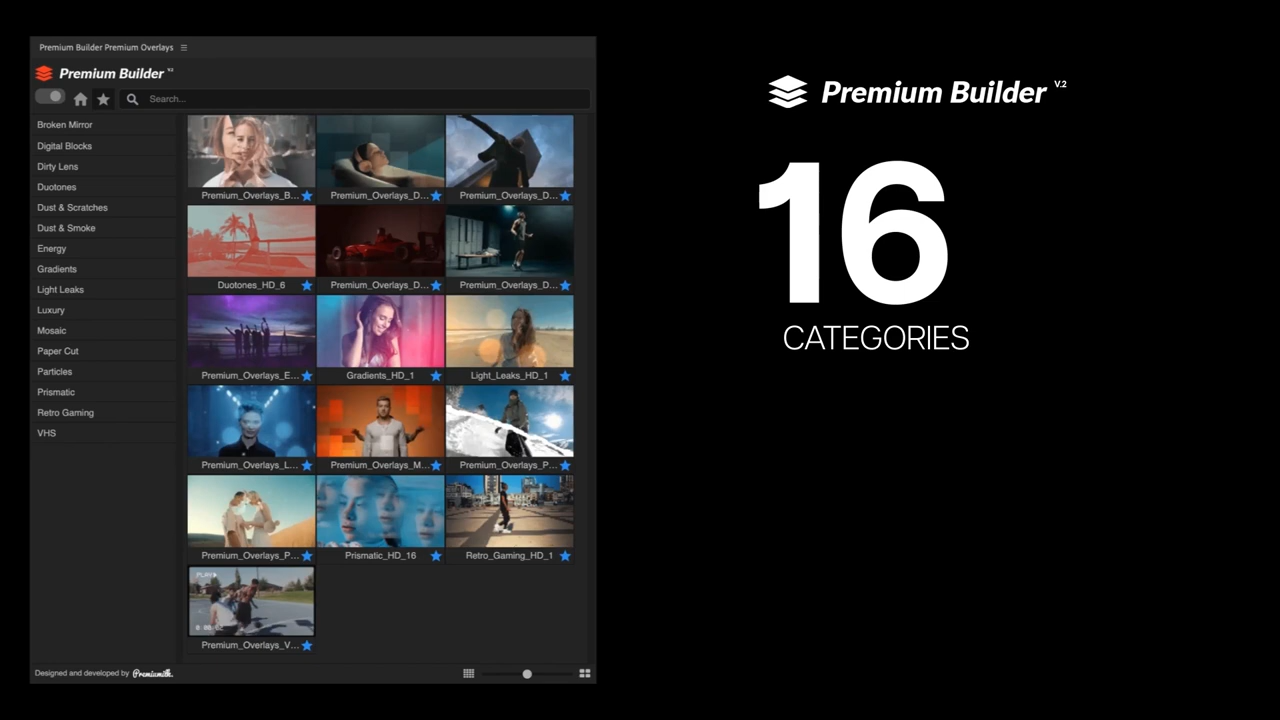 Premium Builder Premium Overlays
Premium Builder V.2
Search...
Broken Mirror
Digital Blocks
Dirty Lens
Duotones
Dust & Scratches
Dust & Smoke
Energy
Gradients
Light Leaks
Luxury
Mosaic
Paper Cut
Particles
Prismatic
Retro Gaming
VHS
Premium_Overlays_B... Premium_Overlays_D... Premium_Overlays_D...
Duotones_HD_6 Premium_Overlays_D... Premium_Overlays_D...
Premium_Overlays_E... Gradients_HD_1 Light_Leaks_HD_1
Premium_Overlays_L... Premium_Overlays_M... Premium_Overlays_P...
Premium_Overlays_P... Prismatic_HD_16 Retro_Gaming_HD_1
PLAY
Premium_Overlays_V...
Designed and developed by Premiumilk.
Premium Builder V.2
16
CATEGORIES